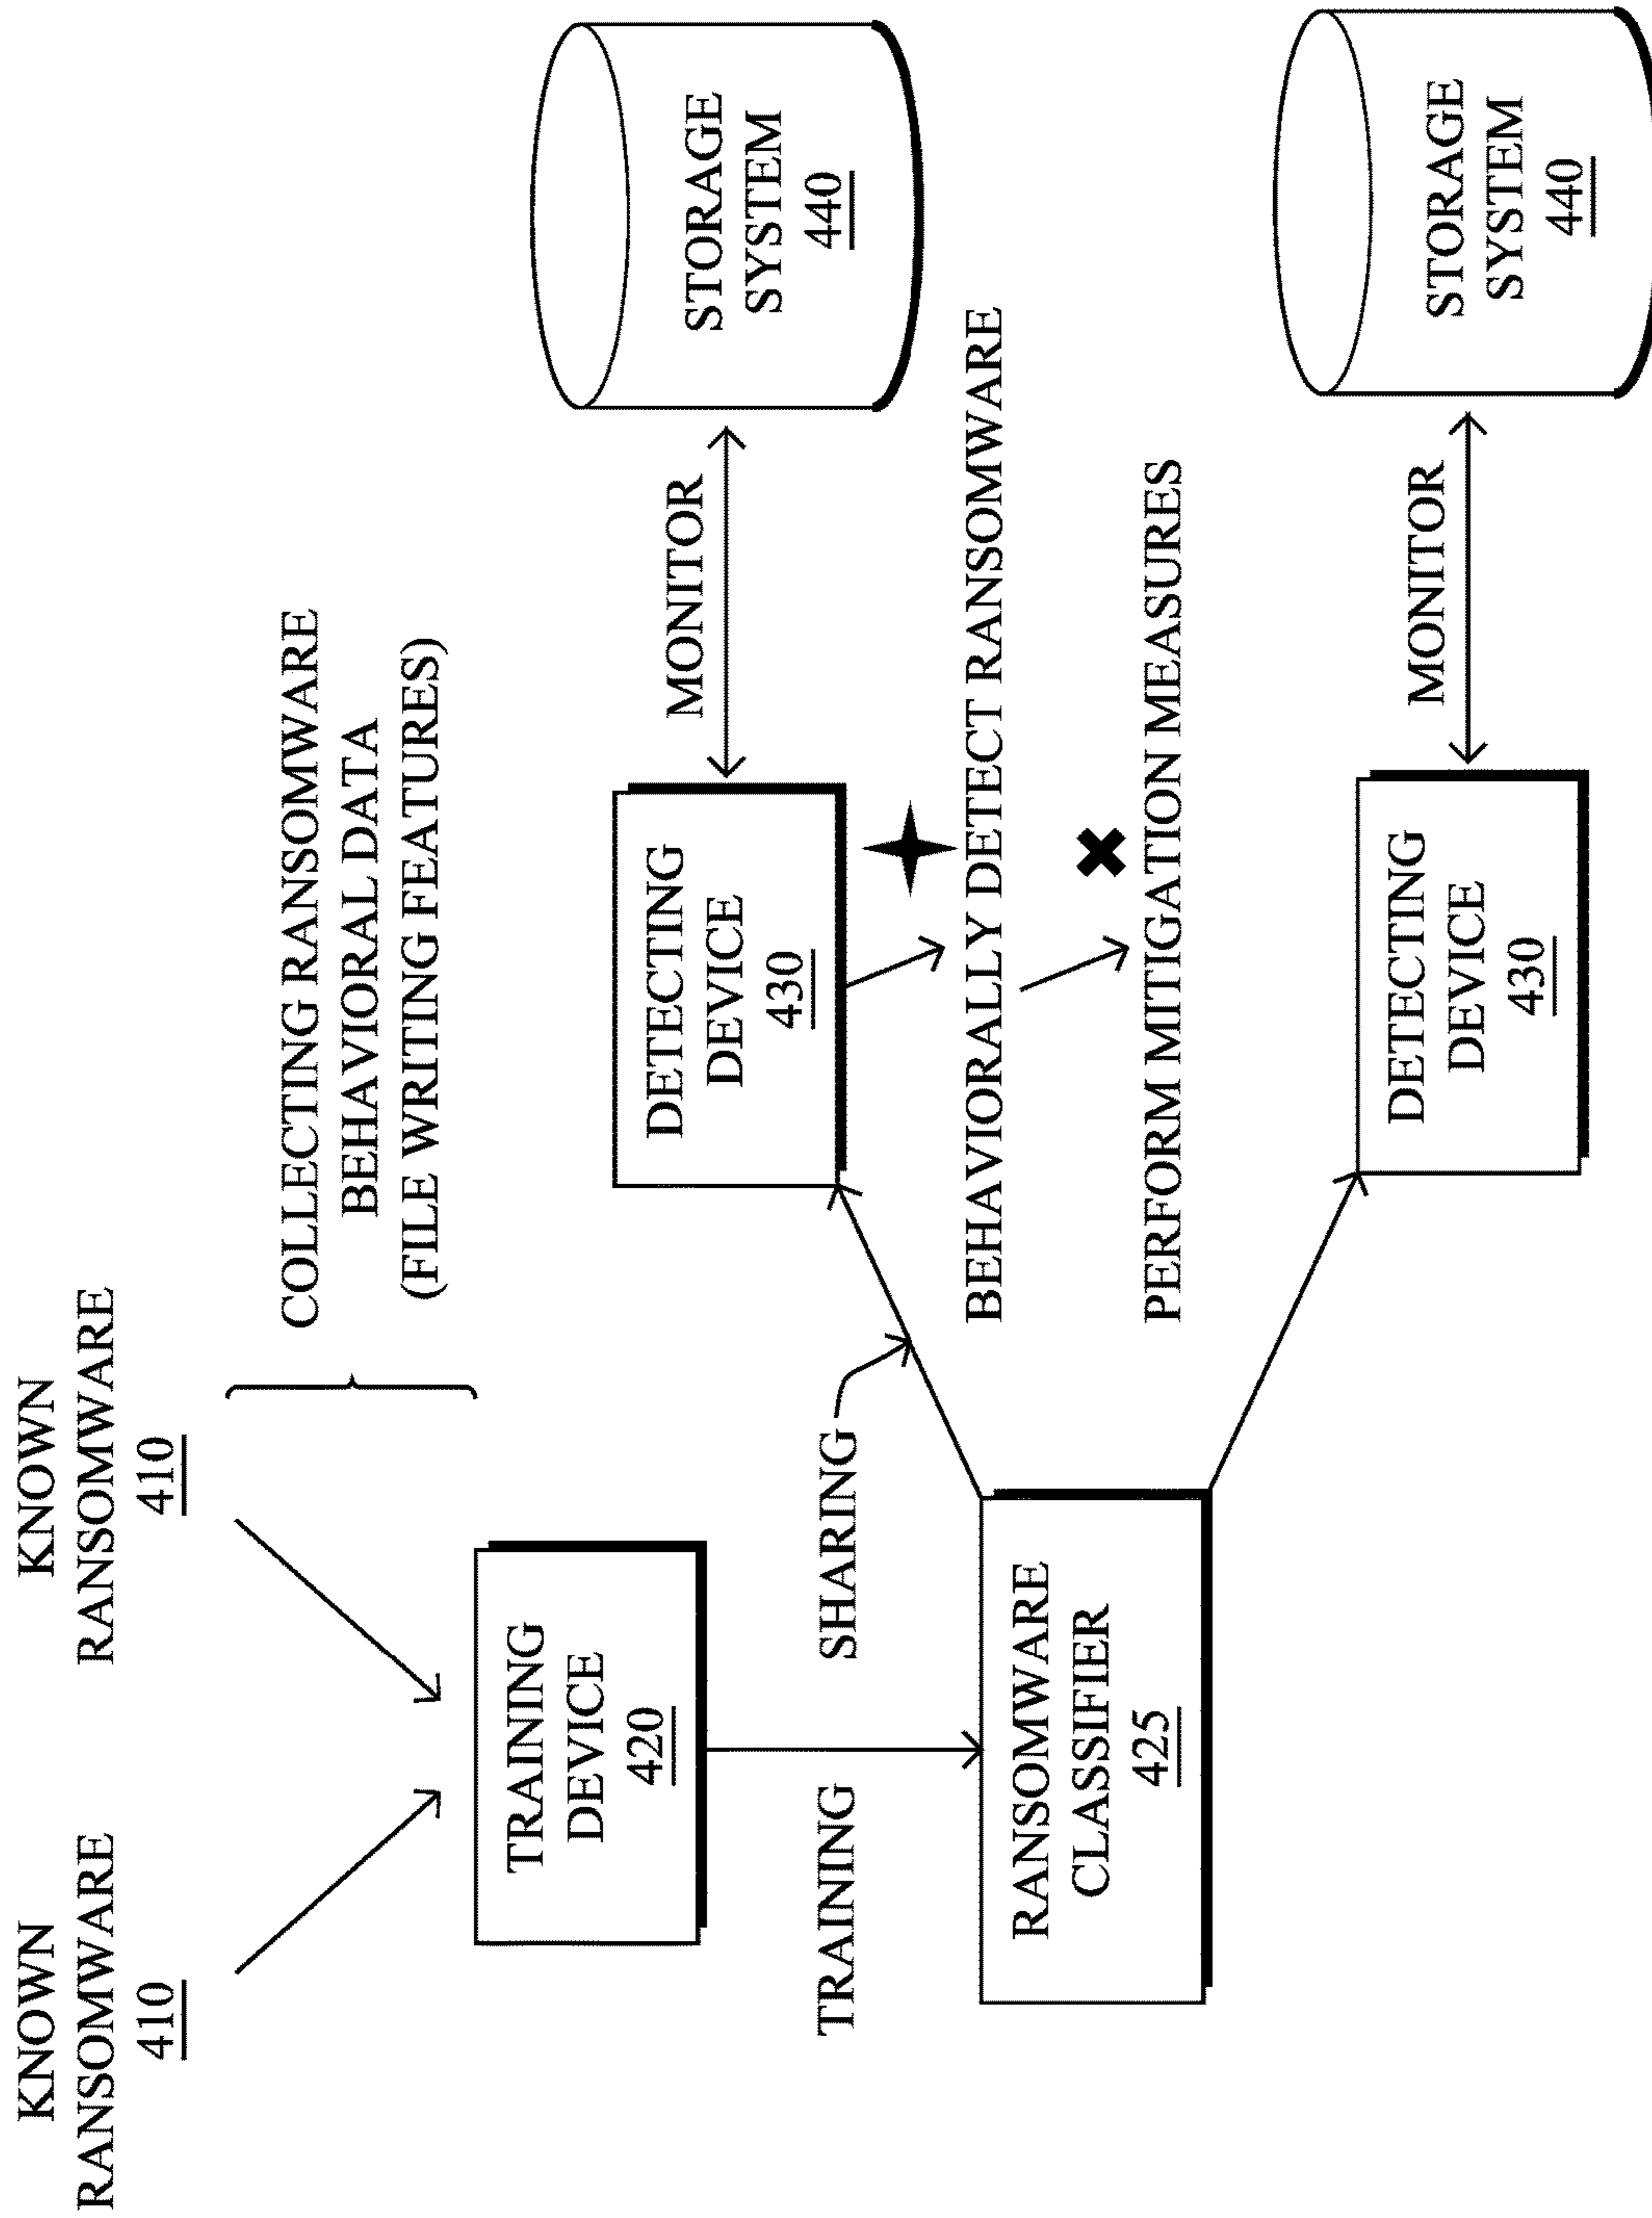 KNOWN
RANSOMWARE
410
KNOWN
RANSOMWARE
410
COLLECTING RANSOMWARE
BEHAVIORAL DATA
(FILE WRITING FEATURES)
TRAINING
DEVICE
420
TRAINING
SHARING
RANSOMWARE
CLASSIFIER
425
DETECTING
DEVICE
430
MONITOR
STORAGE
SYSTEM
440
BEHAVIORALLY DETECT RANSOMWARE
PERFORM MITIGATION MEASURES
DETECTING
DEVICE
430
MONITOR
STORAGE
SYSTEM
440